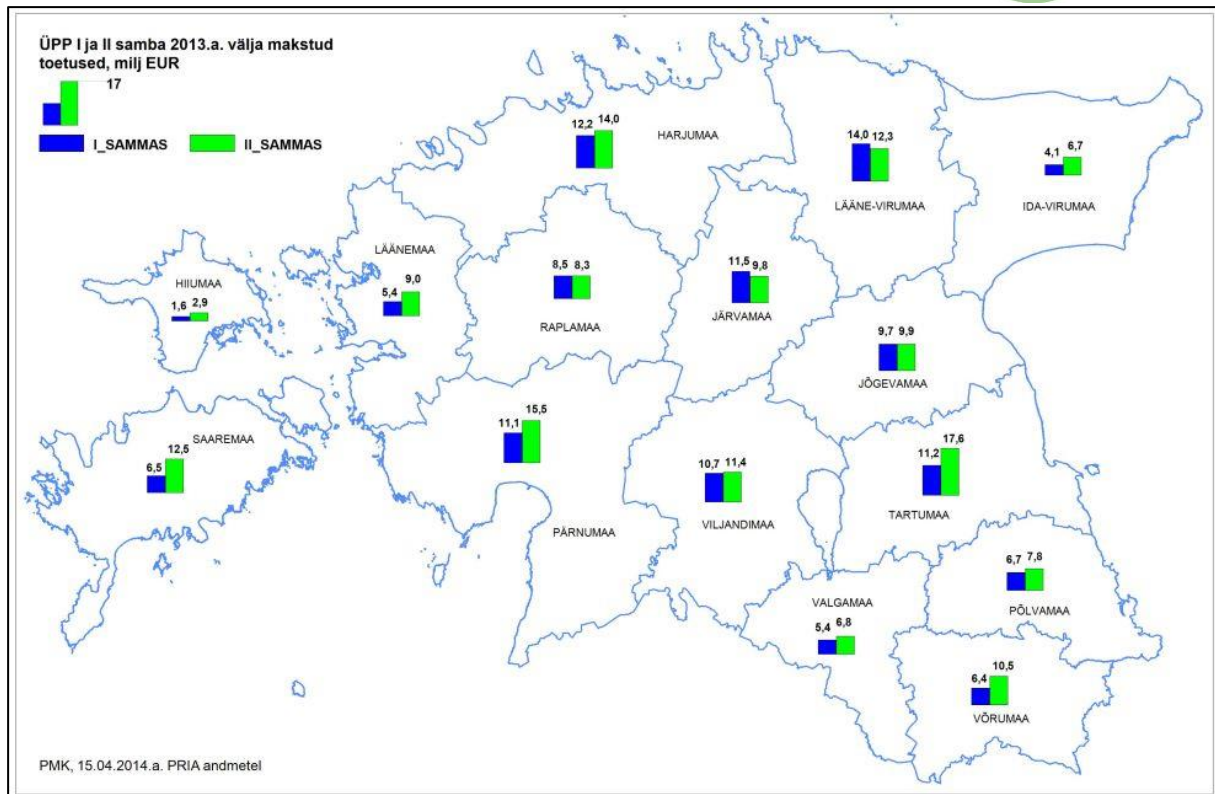 ÜPP I ja II samba 2013.a. välja makstud
toetused, milj EUR
17
I_SAMMAS II_SAMMAS
12,2 14,0
HARJUMAA
14,0 12,3
LÄÄNE-VIRUMAA
4,1 6,7
IDA-VIRUMAA
LÄÄNEMAA
5,4 9,0
HIIUMAA
1,6 2,9
8,5 8,3
RAPLAMAA
11,5 9,8
JÄRVAMAA
9,7 9,9
JÕGEVAMAA
SAAREMAA
6,5 12,5
11,1 15,5
PÄRNUMAA
10,7 11,4
VILJANDIMAA
11,2 17,6
TARTUMAA
6,7 7,8
PÕLVAMAA
VALGAMAA
5,4 6,8
6,4 10,5
VÕRUMAA
PMK, 15.04.2014.a. PRIA andmetel